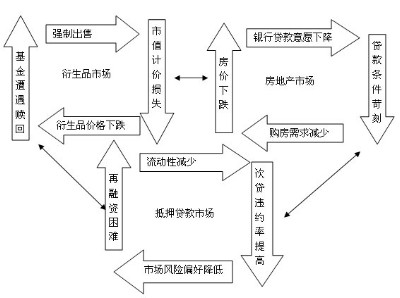 强制出售
基金遭遇赎回
衍生品市场
市值计价损失
衍生品价格下跌
银行贷款意愿下降
房价下跌
房地产市场
贷款条件苛刻
购房需求减少
流动性减少
再融资困难
抵押贷款市场
次贷违约率提高
市场风险偏好降低